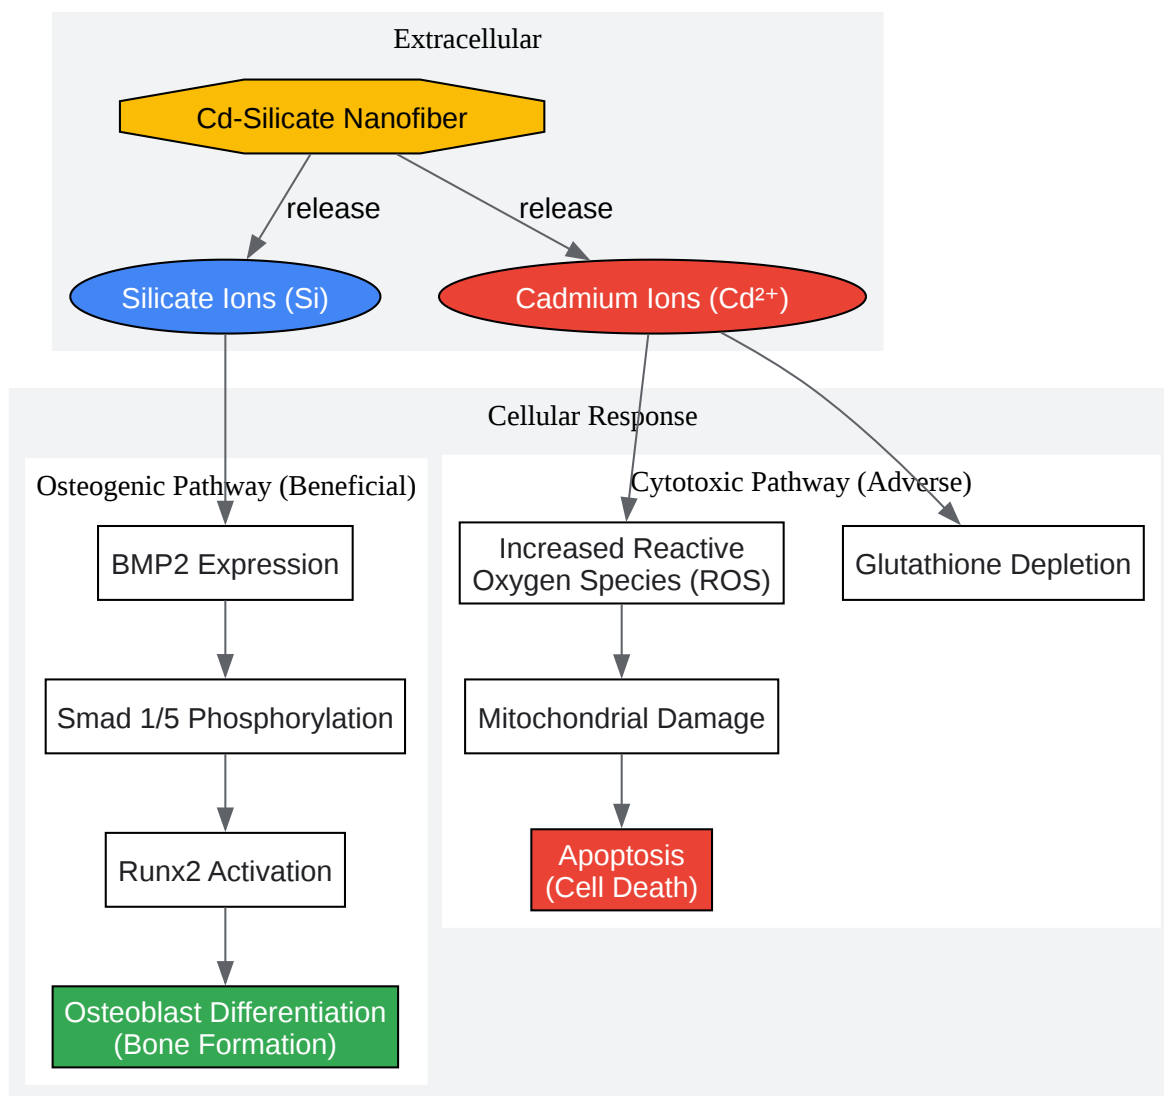 Extracellular
Cd-Silicate Nanofiber
release
release
Silicate Ions (Si)
Cadmium Ions (Cd²⁺)
Cellular Response
Osteogenic Pathway (Beneficial)
Cytotoxic Pathway (Adverse)
BMP2 Expression
Increased Reactive
Oxygen Species (ROS)
Glutathione Depletion
Smad 1/5 Phosphorylation
Mitochondrial Damage
Runx2 Activation
Apoptosis
(Cell Death)
Osteoblast Differentiation
(Bone Formation)